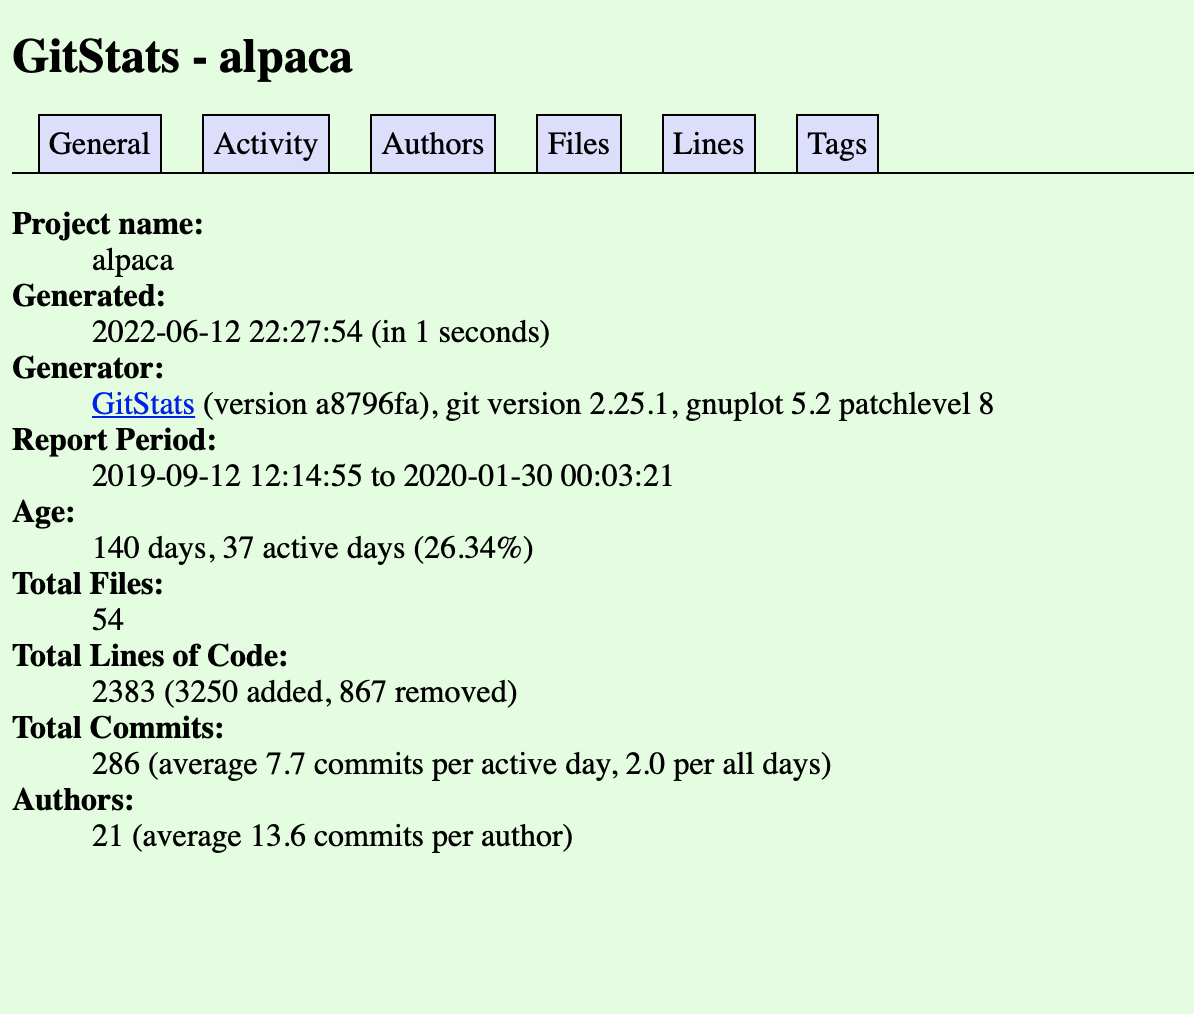 GitStats - alpaca
General Activity Authors Files Lines Tags
Project name:
alpaca
Generated:
2022-06-12 22:27:54 (in 1 seconds)
Generator:
GitStats (version a8796fa), git version 2.25.1, gnuplot 5.2 patchlevel 8
Report Period:
2019-09-12 12:14:55 to 2020-01-30 00:03:21
Age:
140 days, 37 active days (26.34%)
Total Files:
54
Total Lines of Code:
2383 (3250 added, 867 removed)
Total Commits:
286 (average 7.7 commits per active day, 2.0 per all days)
Authors:
21 (average 13.6 commits per author)